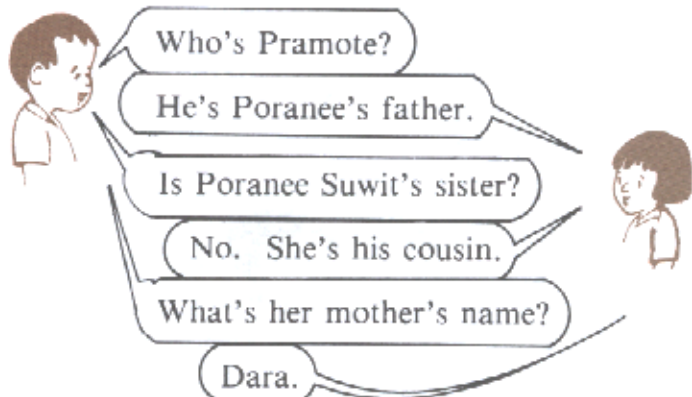 Who's Pramote?
He's Poranee's father.
Is Poranee Suwit's sister?
No. She's his cousin.
What's her mother's name?
Dara.